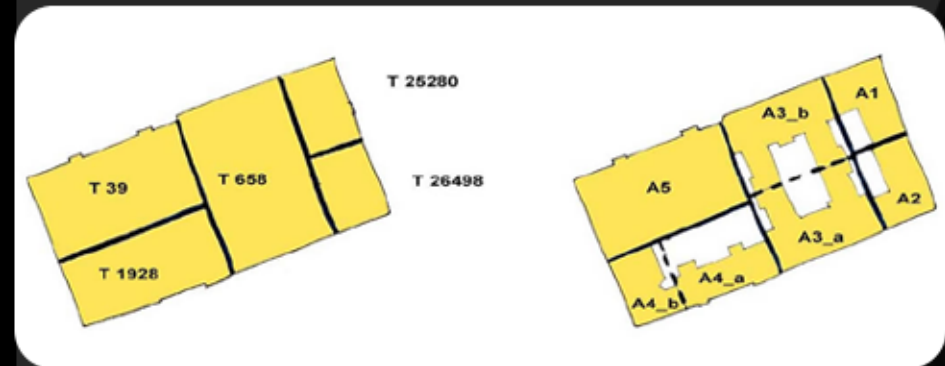 T 25280
T 39
T 658
T 26498
T 1928
A1
A3_b
A5
A2
A3_a
A4_a
A4_b